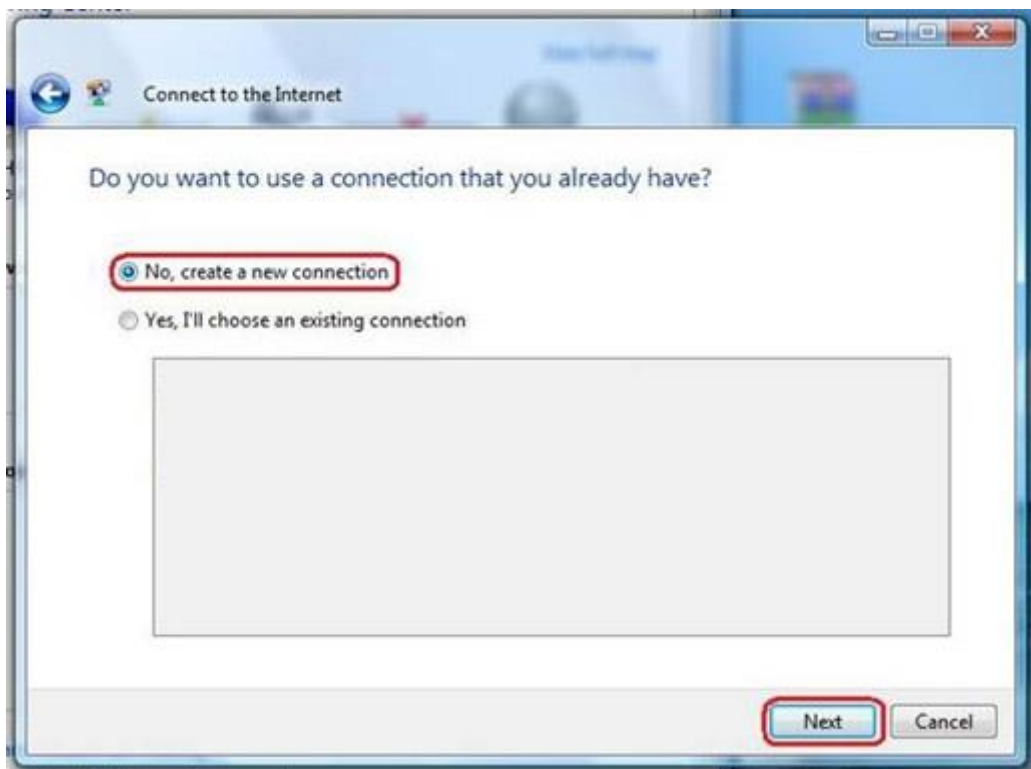 Connect to the Internet
Do you want to use a connection that you already have?
No, create a new connection
Yes, I'll choose an existing connection
Next
Cancel